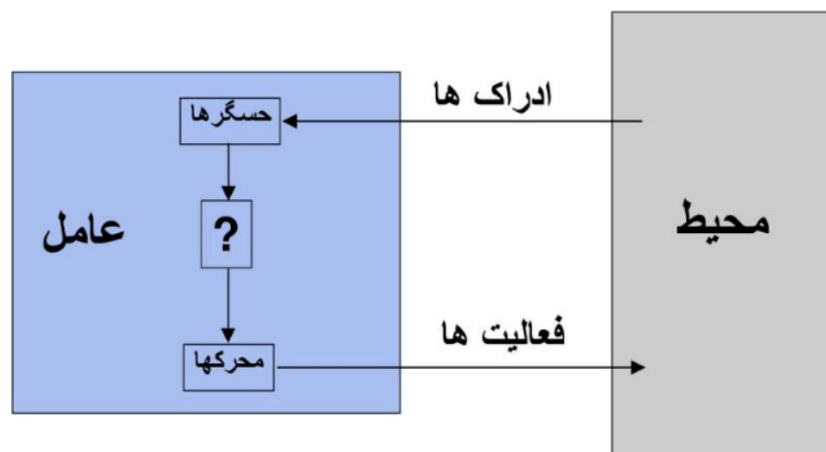 ادراک ها
حسگرها
محیط
عامل
?
فعالیت ها
محرکها